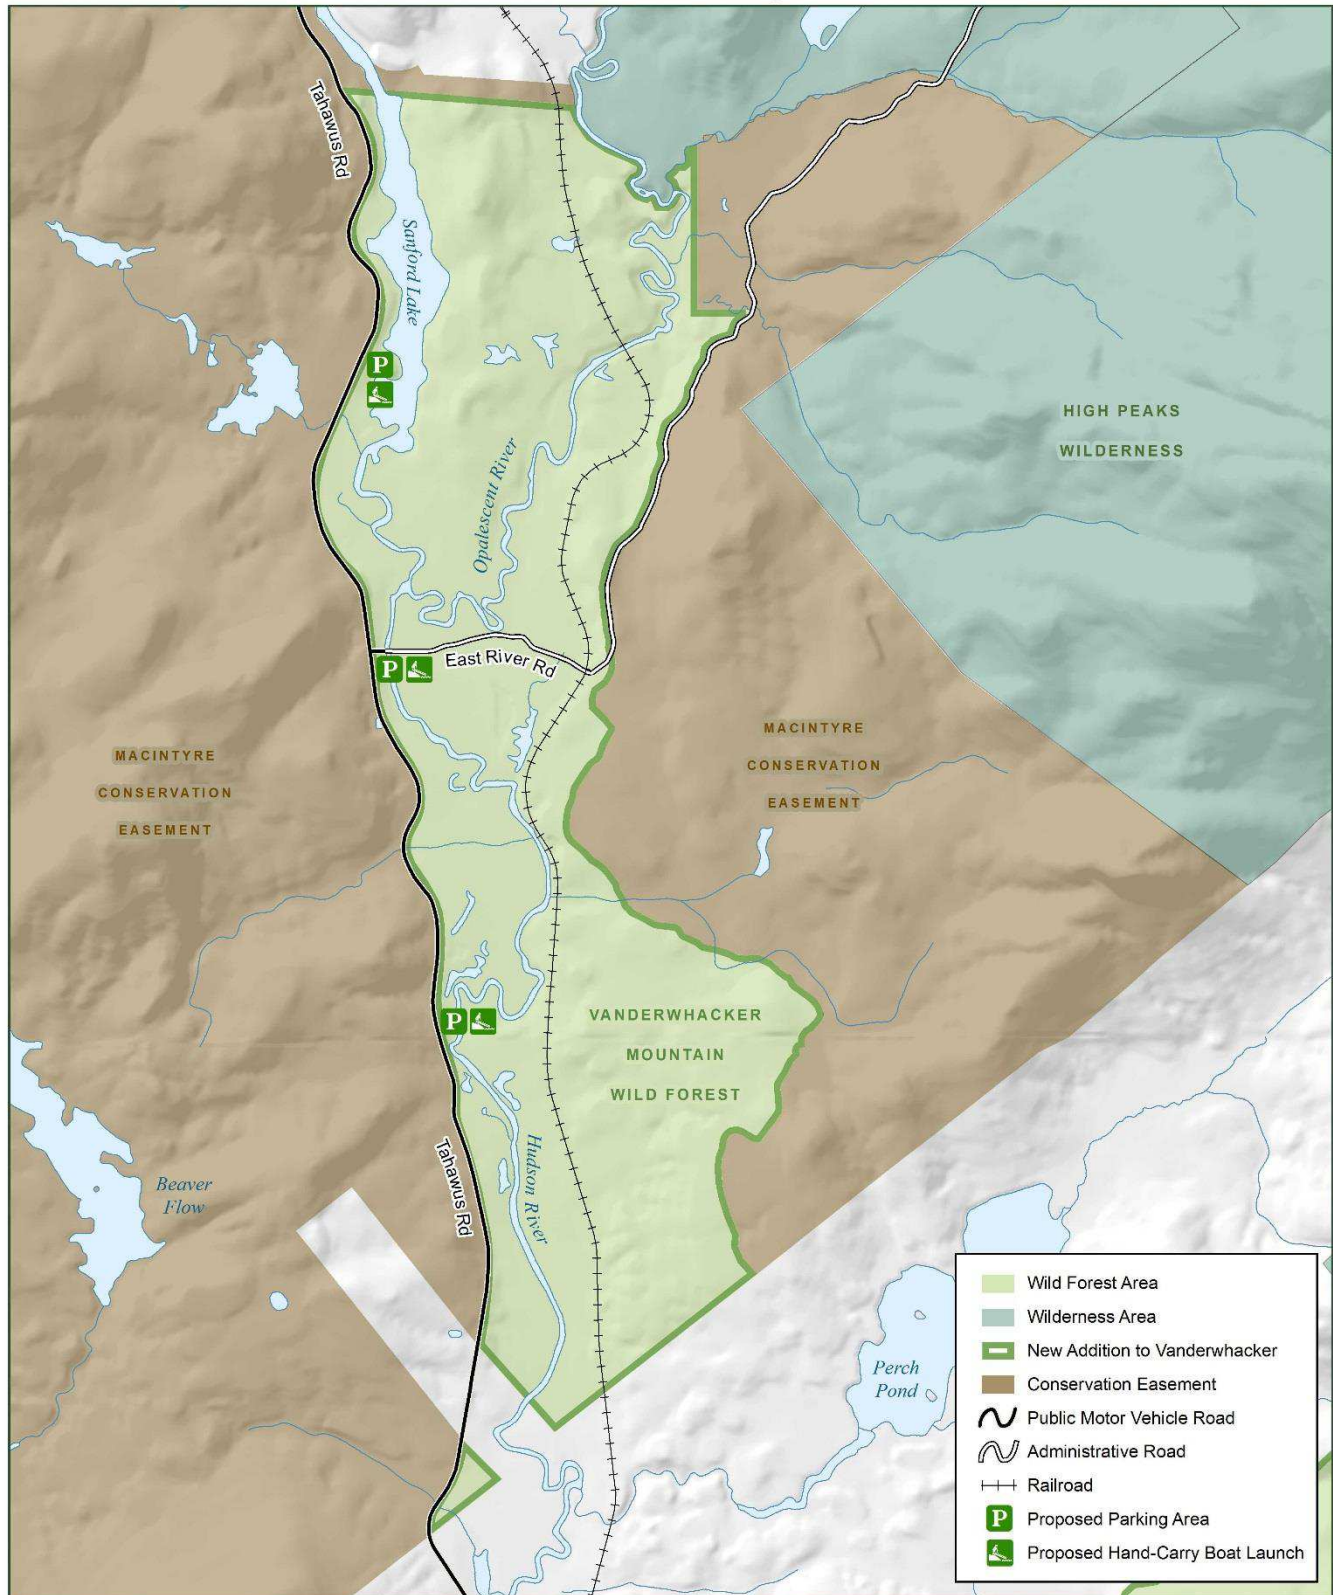 Tahawus Rd
Sanford Lake
HIGH PEAKS
WILDERNESS
Opalescent River
P
East River Rd
P
MACINTYRE
CONSERVATION
EASEMENT
MACINTYRE
CONSERVATION
EASEMENT
P
VANDERWHACKER
MOUNTAIN
WILD FOREST
Tahawus Rd
Hudson River
Beaver
Flow
Perch
Pond
Wild Forest Area
Wilderness Area
New Addition to Vanderwhacker
Conservation Easement
Public Motor Vehicle Road
Administrative Road
Railroad
P Proposed Parking Area
Proposed Hand-Carry Boat Launch